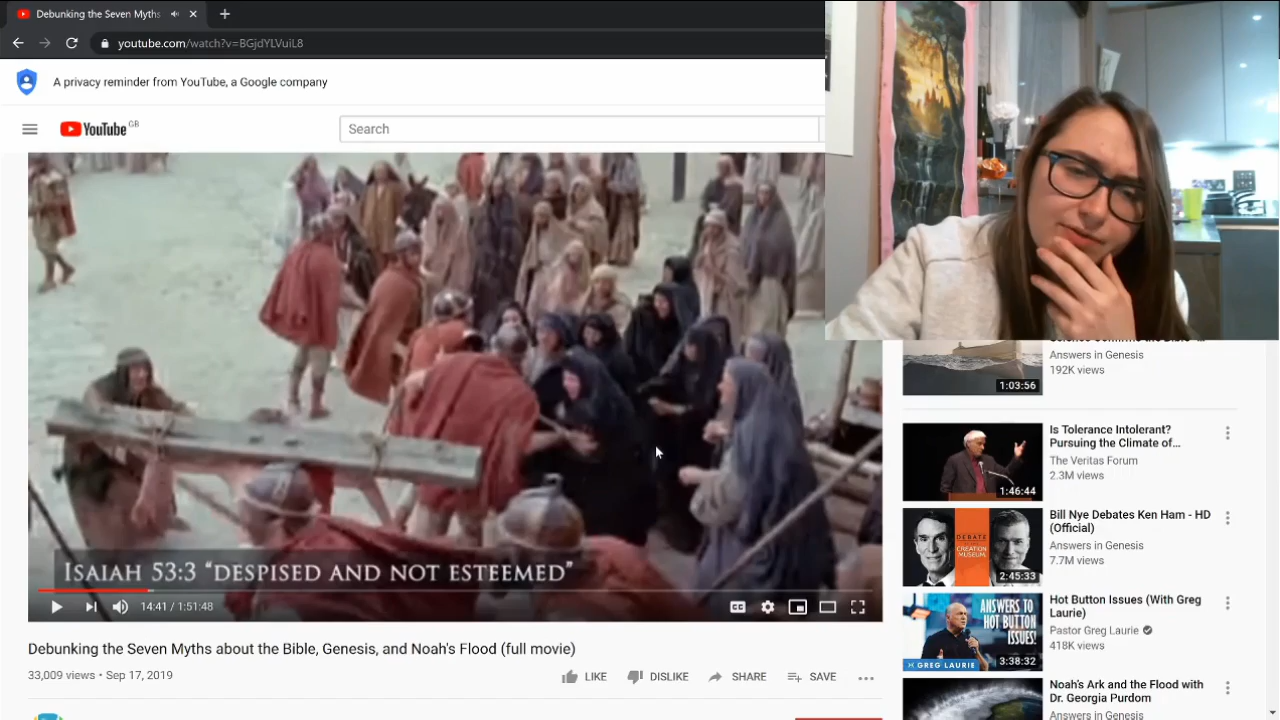 Debunking the Seven Myths
youtube.com/watch?v=BGjdYLVuiL8
A privacy reminder from YouTube, a Google company
YouTube GB
Search
ISAIAH 53:3 "DESPISED AND NOT ESTEEMED"
14:41 / 1:51:48
CC
Debunking the Seven Myths about the Bible, Genesis, and Noah's Flood (full movie)
33,009 views • Sep 17, 2019
LIKE
DISLIKE
SHARE
SAVE
Answers in Genesis
192K views
1:03:56
Is Tolerance Intolerant?
Pursuing the Climate of...
The Veritas Forum
2.3M views
1:46:44
Bill Nye Debates Ken Ham - HD
(Official)
Answers in Genesis
7.7M views
DEBATE
CREATION
MUSEUM
2:45:33
Hot Button Issues (With Greg
Laurie)
Pastor Greg Laurie
418K views
ANSWERS TO
HOT BUTTON
ISSUES!
GREG LAURIE
3:38:32
Noah's Ark and the Flood with
Dr. Georgia Purdom
Answers in Genesis